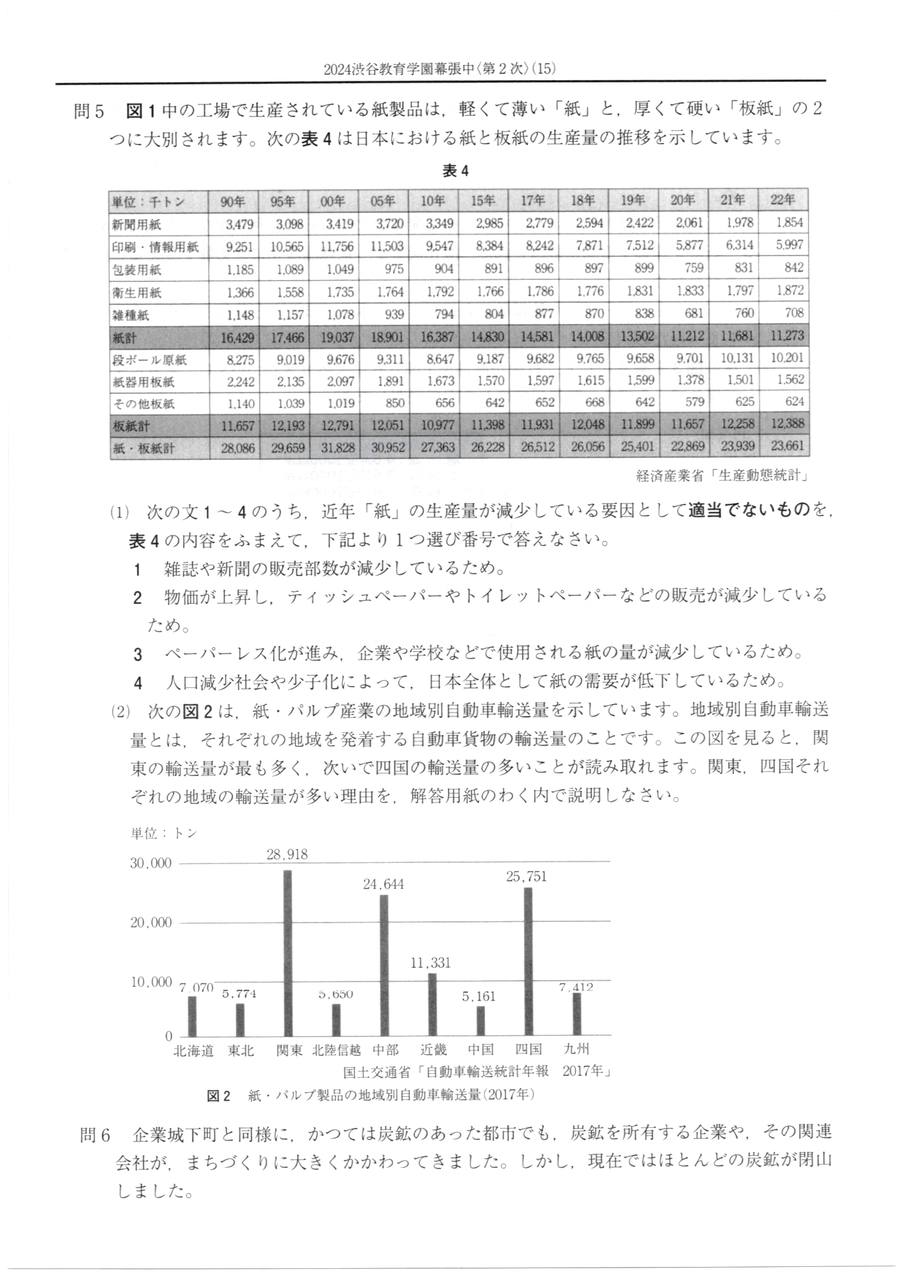 2024渋谷教育学園幕張中〈第2次〉(15)
問5　図1中の工場で生産されている紙製品は，軽くて薄い「紙」と，厚くて硬い「板紙」の2
つに大別されます。次の表4は日本における紙と板紙の生産量の推移を示しています。
表4
単位：千トン 90年 95年 00年 05年 10年 15年 17年 18年 19年 20年 21年 22年
新聞用紙 3,479 3,098 3,419 3,720 3,349 2,985 2,779 2,594 2,422 2,061 1,978 1,854
印刷・情報用紙 9,251 10,565 11,756 11,503 9,547 8,384 8,242 7,871 7,512 5,877 6,314 5,997
包装用紙 1,185 1,089 1,049 975 904 891 896 897 899 759 831 842
衛生用紙 1,366 1,558 1,735 1,764 1,792 1,766 1,786 1,776 1,831 1,833 1,797 1,872
雑種紙 1,148 1,157 1,078 939 794 804 877 870 838 681 760 708
紙計 16,429 17,466 19,037 18,901 16,387 14,830 14,581 14,008 13,502 11,212 11,681 11,273
段ボール原紙 8,275 9,019 9,676 9,311 8,647 9,187 9,682 9,765 9,658 9,701 10,131 10,201
紙器用板紙 2,242 2,135 2,097 1,891 1,673 1,570 1,597 1,615 1,599 1,378 1,501 1,562
その他板紙 1,140 1,039 1,019 850 656 642 652 668 642 579 625 624
板紙計 11,657 12,193 12,791 12,051 10,977 11,398 11,931 12,048 11,899 11,657 12,258 12,388
紙・板紙計 28,086 29,659 31,828 30,952 27,363 26,228 26,512 26,056 25,401 22,869 23,939 23,661
経済産業省「生産動態統計」
(1)　次の文1〜4のうち，近年「紙」の生産量が減少している要因として適当でないものを，
表4の内容をふまえて，下記より1つ選び番号で答えなさい。
1　雑誌や新聞の販売部数が減少しているため。
2　物価が上昇し，ティッシュペーパーやトイレットペーパーなどの販売が減少している
ため。
3　ペーパーレス化が進み，企業や学校などで使用される紙の量が減少しているため。
4　人口減少社会や少子化によって，日本全体として紙の需要が低下しているため。
(2)　次の図2は，紙・パルプ産業の地域別自動車輸送量を示しています。地域別自動車輸送
量とは，それぞれの地域を発着する自動車貨物の輸送量のことです。この図を見ると，関
東の輸送量が最も多く，次いで四国の輸送量の多いことが読み取れます。関東，四国それ
ぞれの地域の輸送量が多い理由を，解答用紙のわく内で説明しなさい。
単位：トン
30,000
20,000
10,000
0
7,070 5,774 28,918 5,650 24,644 11,331 5,161 25,751 7,412
北海道 東北 関東 北陸信越 中部 近畿 中国 四国 九州
国土交通省「自動車輸送統計年報　2017年」
図2　紙・パルプ製品の地域別自動車輸送量(2017年)
問6　企業城下町と同様に，かつては炭鉱のあった都市でも，炭鉱を所有する企業や，その関連
会社が，まちづくりに大きくかかわってきました。しかし，現在ではほとんどの炭鉱が閉山
しました。